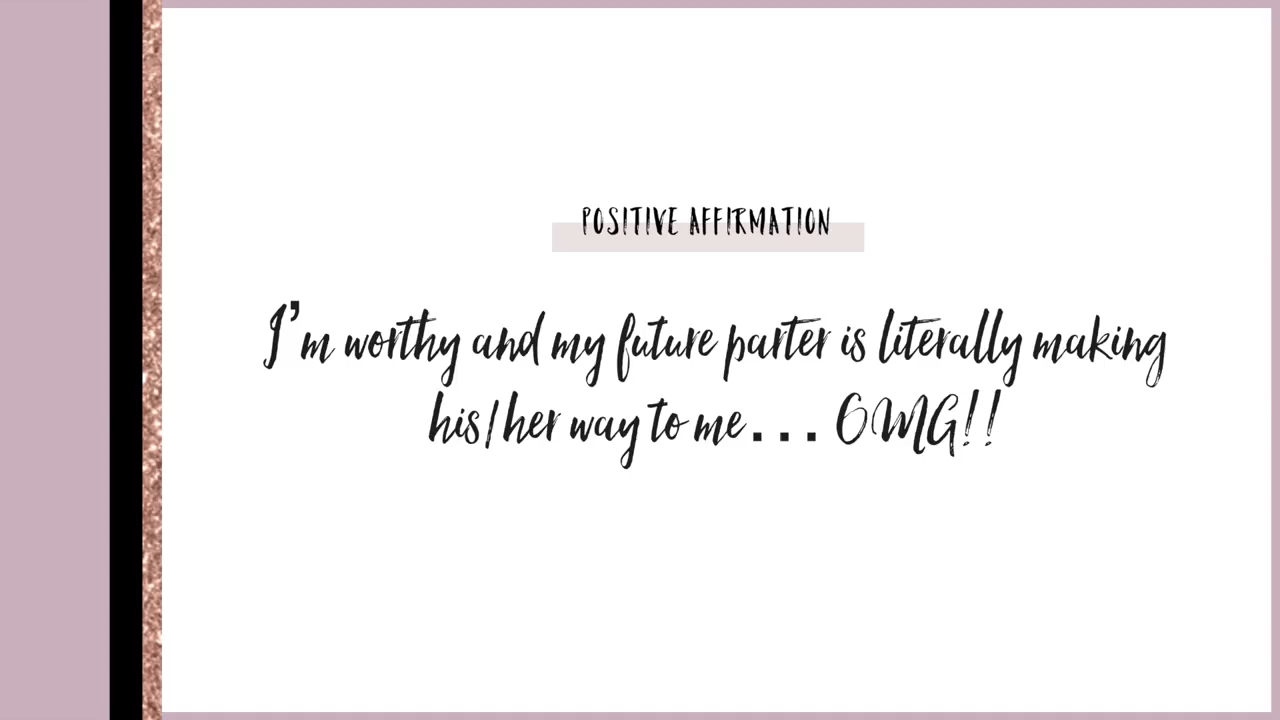 POSITIVE AFFIRMATION
I'm worthy and my future parter is literally making
his/her way to me... OMG!!